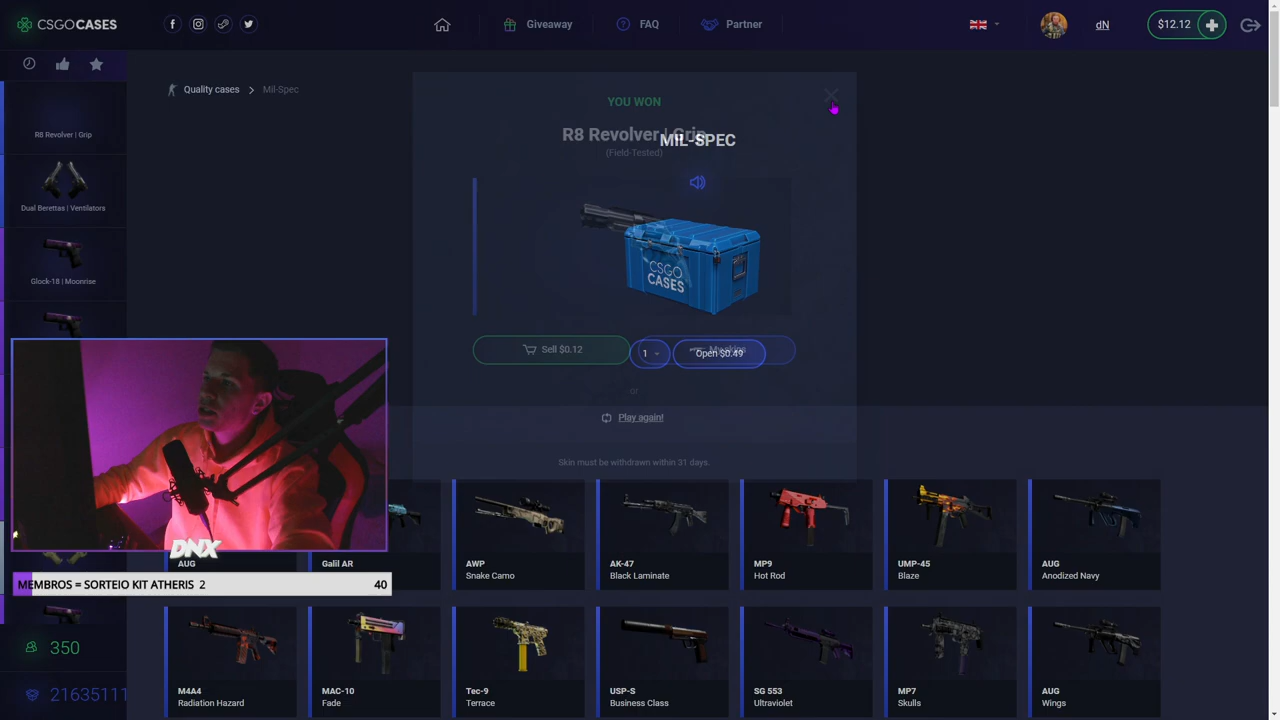 CSGOCASES
Giveaway
FAQ
Partner
dN
$12.12
Quality cases
Mil-Spec
YOU WON
R8 Revolver | Grip
MIL-SPEC
(Field-Tested)
CSGO
CASES
Sell $0.12
1
Open $0.49
or
Play again!
Skin must be withdrawn within 31 days.
R8 Revolver | Grip
Dual Berettas | Ventilators
Glock-18 | Moonrise
DNX
MEMBROS = SORTEIO KIT ATHERIS 2
40
350
21635111
AUG
Galil AR
AWP
Snake Camo
AK-47
Black Laminate
MP9
Hot Rod
UMP-45
Blaze
AUG
Anodized Navy
M4A4
Radiation Hazard
MAC-10
Fade
Tec-9
Terrace
USP-S
Business Class
SG 553
Ultraviolet
MP7
Skulls
AUG
Wings